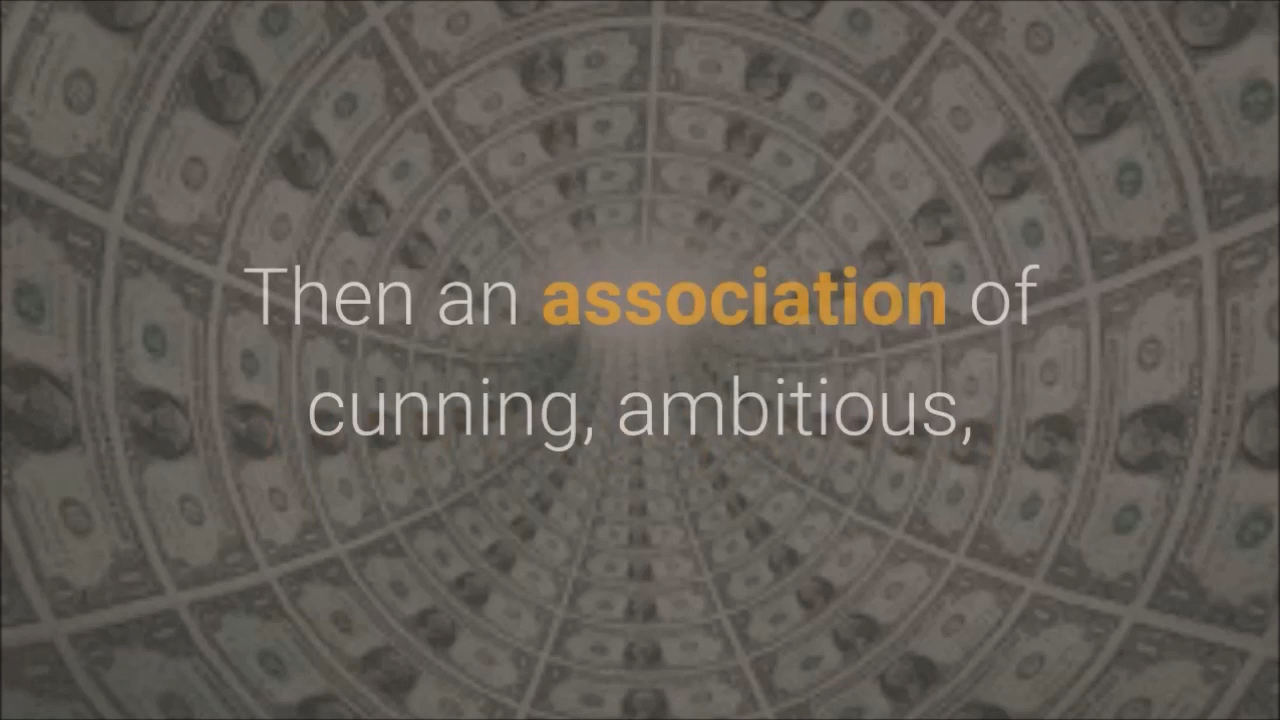 Then an association of
cunning, ambitious,